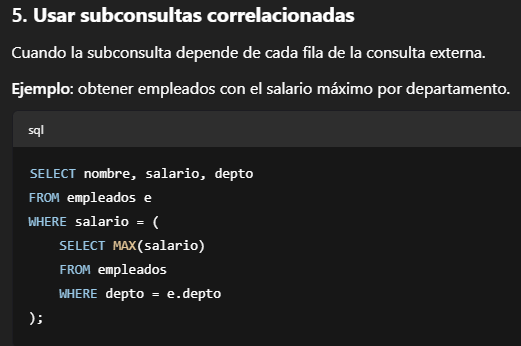 5. Usar subconsultas correlacionadas
Cuando la subconsulta depende de cada fila de la consulta externa.
Ejemplo: obtener empleados con el salario máximo por departamento.
sql
SELECT nombre, salario, depto
FROM empleados e
WHERE salario = (
    SELECT MAX(salario)
    FROM empleados
    WHERE depto = e.depto
);